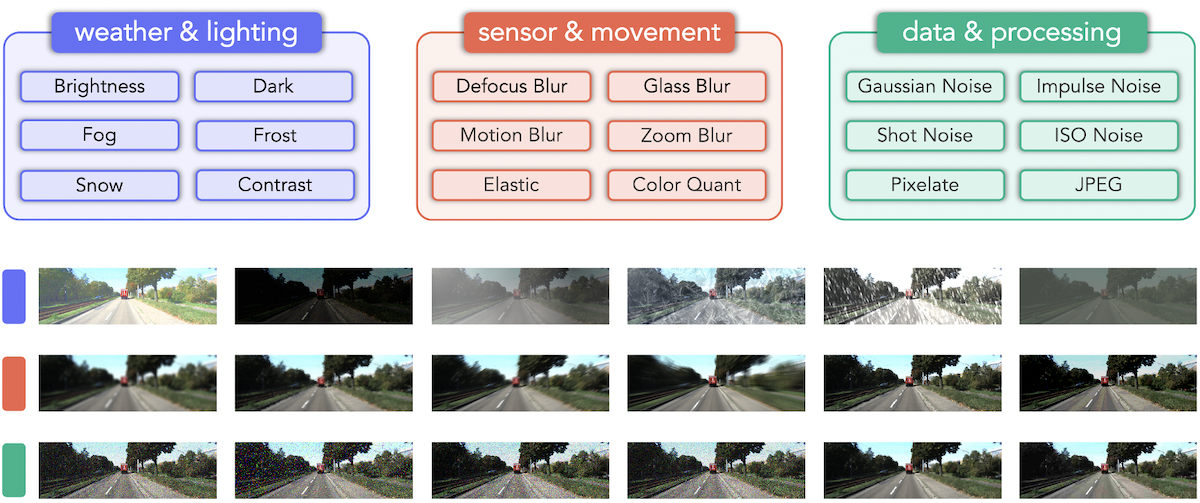 weather & lighting
Brightness
Dark
Fog
Frost
Snow
Contrast
sensor & movement
Defocus Blur
Glass Blur
Motion Blur
Zoom Blur
Elastic
Color Quant
data & processing
Gaussian Noise
Impulse Noise
Shot Noise
ISO Noise
Pixelate
JPEG